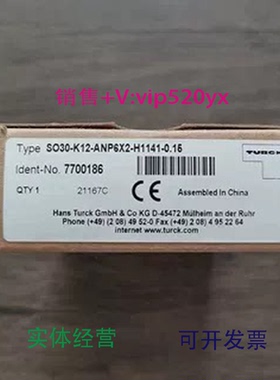 销售+V:vip520yx
Type SO30-K12-ANP6X2-H1141-0.16
TURCK
Ident-No. 7700186
QTY 1 21167C CE Assembled in China
Hans Turck GmbH & Co KG D-45472 Mülheim an der Ruhr
Phone (+49) (2 08) 49 52-0 Fax (+49) (2 08) 4 95 22 64
www.turck.com
实体经营 可开发票